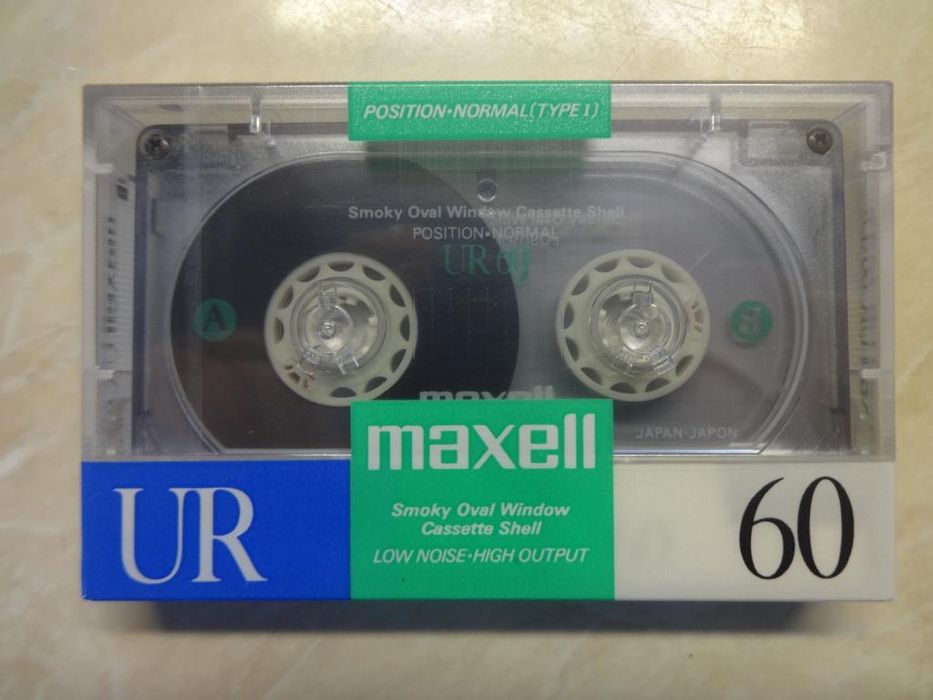 POSITION•NORMAL(TYPE I)
Smoky Oval Window Cassette Shell
POSITION•NORMAL
UR 60
A
maxell
JAPAN-JAPON
maxell
Smoky Oval Window
Cassette Shell
LOW NOISE•HIGH OUTPUT
UR
60